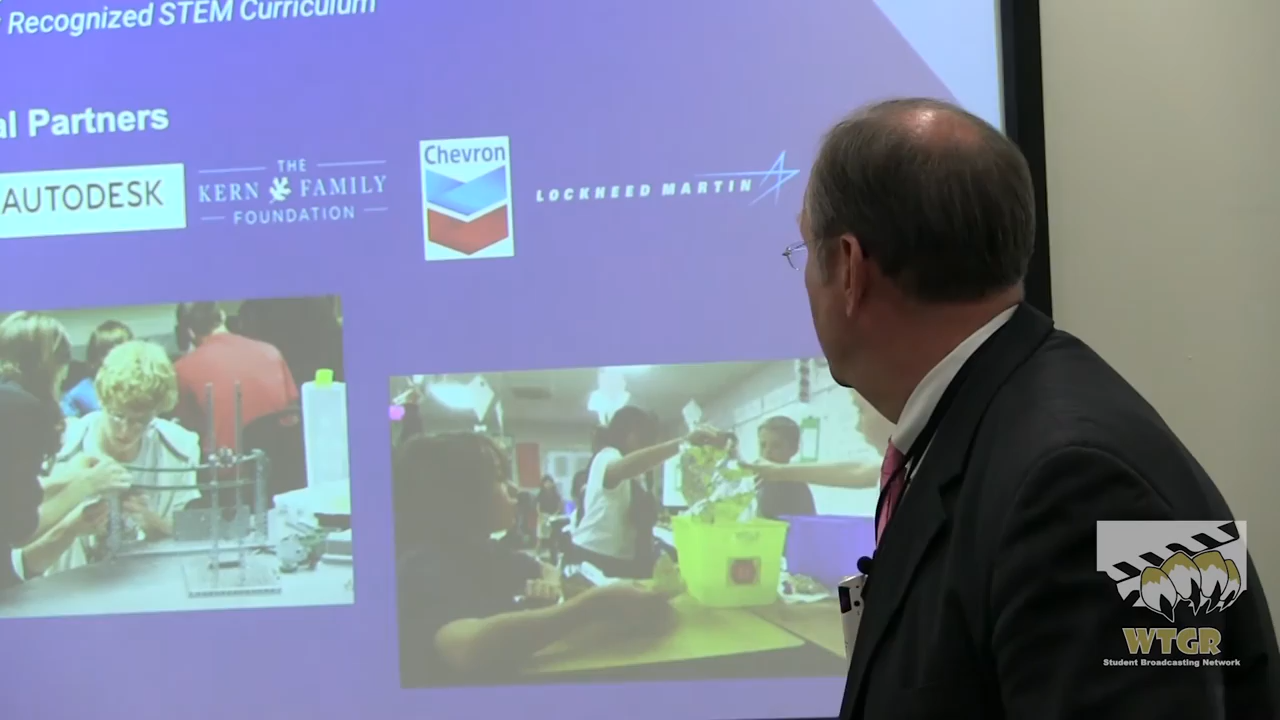 Recognized STEM Curriculum
al Partners
AUTODESK
THE
KERN FAMILY
FOUNDATION
Chevron
LOCKHEED MARTIN
WTGR
Student Broadcasting Network